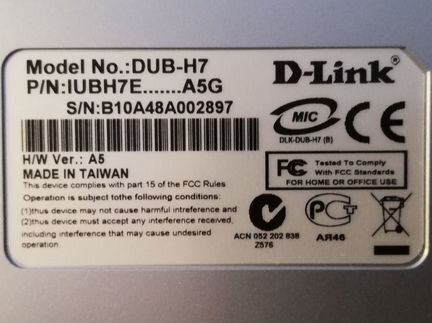 Model No.:DUB-H7
P/N:IUBH7E.......A5G
S/N:B10A48A002897
D-Link
MIC
DLK-DUB-H7 (B)
CE
H/W Ver.: A5
MADE IN TAIWAN
This device complies with part 15 of the FCC Rules
Operation is subject tothe following conditions:
(1)thus device may not cause harmful intreference and
(2)thus device must accept any interference received,
including interference that may cause undesired
operation
FC Tested To Comply
With FCC Standards
FOR HOME OR OFFICE USE
N
ACN 052 202 838
Z576
РСТ
АЯ46